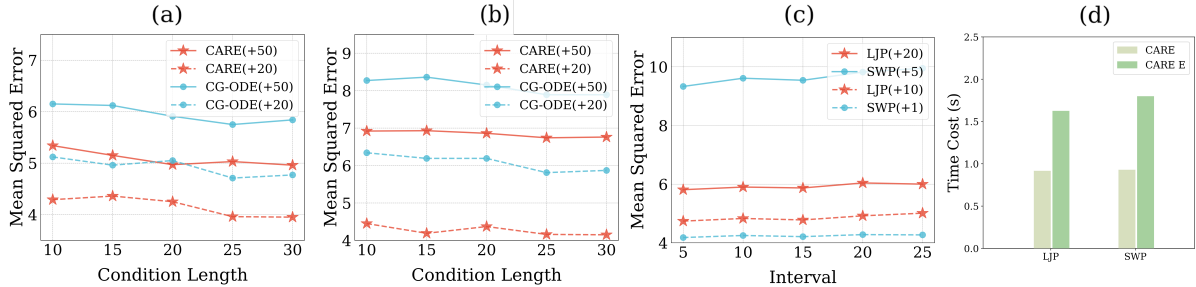 (a)
Mean Squared Error
7
6
5
4
10 15 20 25 30
Condition Length
CARE(+50)
CARE(+20)
CG-ODE(+50)
CG-ODE(+20)
(b)
Mean Squared Error
9
8
7
6
5
4
10 15 20 25 30
Condition Length
CARE(+50)
CARE(+20)
CG-ODE(+50)
CG-ODE(+20)
(c)
Mean Squared Error
10
8
6
4
5 10 15 20 25
Interval
LJP(+20)
SWP(+5)
LJP(+10)
SWP(+1)
(d)
Time Cost (s)
2.5
2.0
1.5
1.0
0.5
0.0
LJP SWP
CARE
CARE E